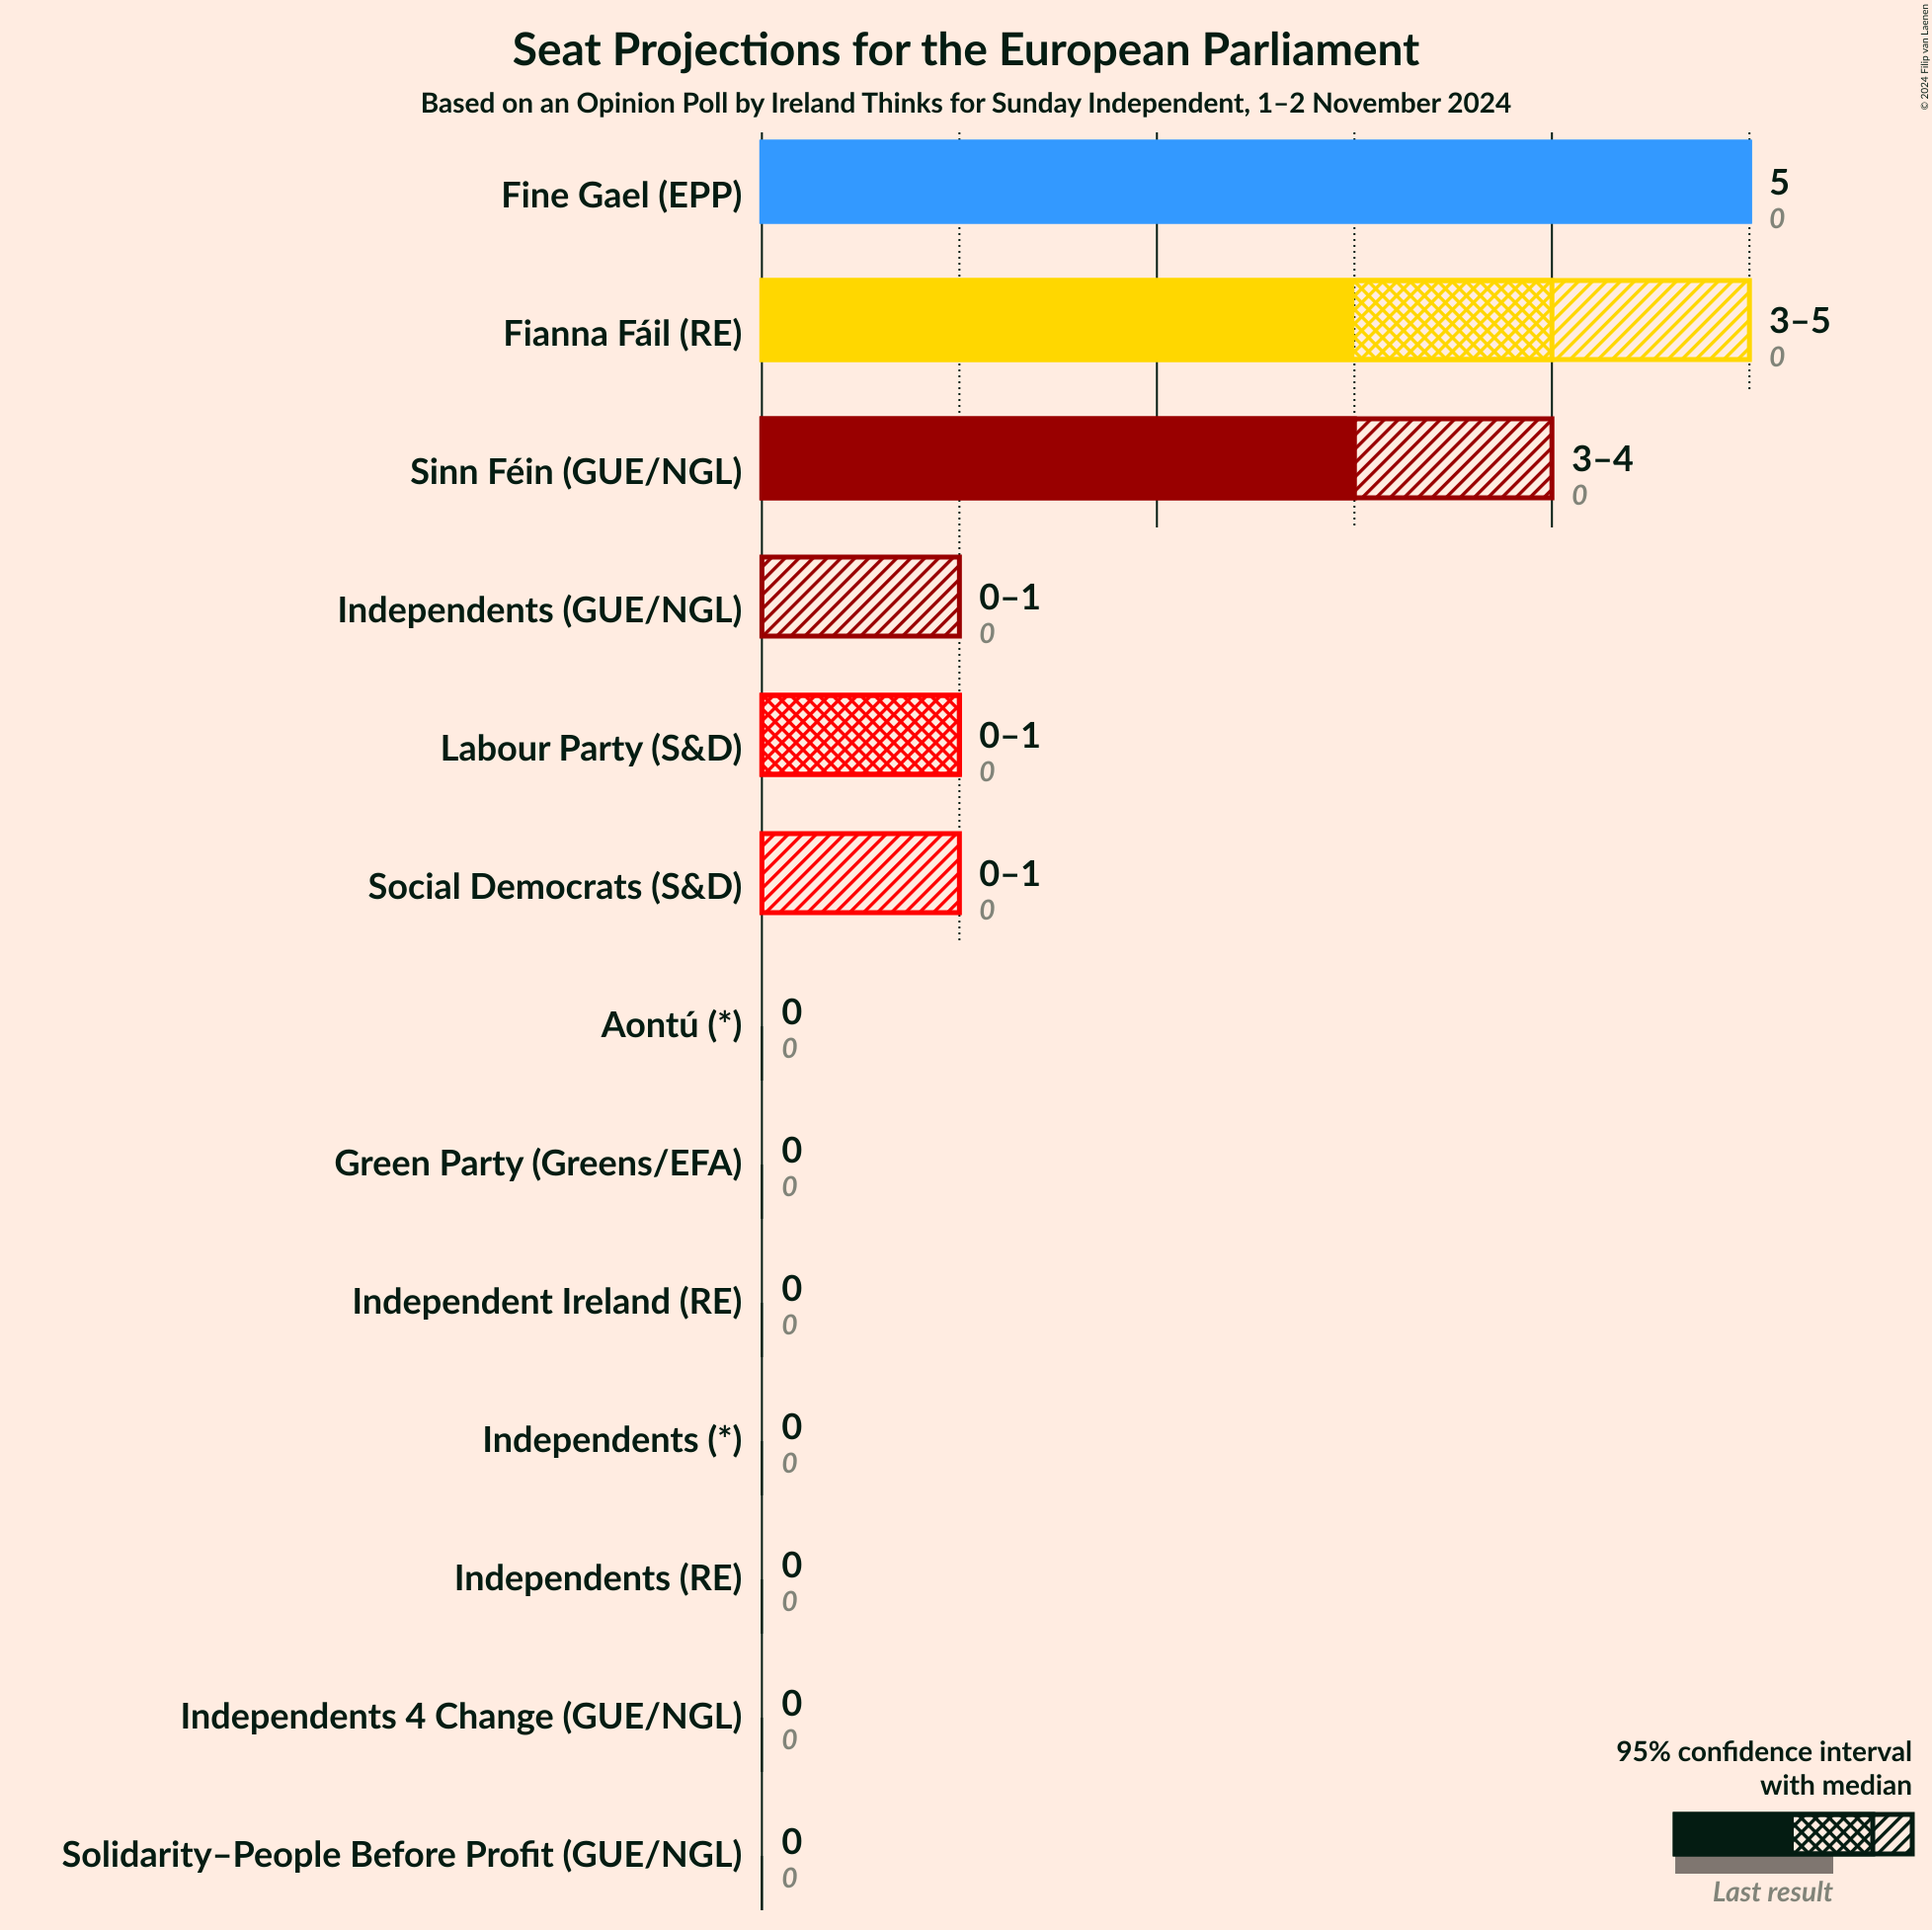 Seat Projections for the European Parliament
Based on an Opinion Poll by Ireland Thinks for Sunday Independent, 1–2 November 2024
© 2024 Filip van Laenen
Fine Gael (EPP)
5
0
Fianna Fáil (RE)
3–5
0
Sinn Féin (GUE/NGL)
3–4
0
Independents (GUE/NGL)
0–1
0
Labour Party (S&D)
0–1
0
Social Democrats (S&D)
0–1
0
Aontú (*)
0
0
Green Party (Greens/EFA)
0
0
Independent Ireland (RE)
0
0
Independents (*)
0
0
Independents (RE)
0
0
Independents 4 Change (GUE/NGL)
0
0
Solidarity–People Before Profit (GUE/NGL)
0
0
95% confidence interval
with median
Last result